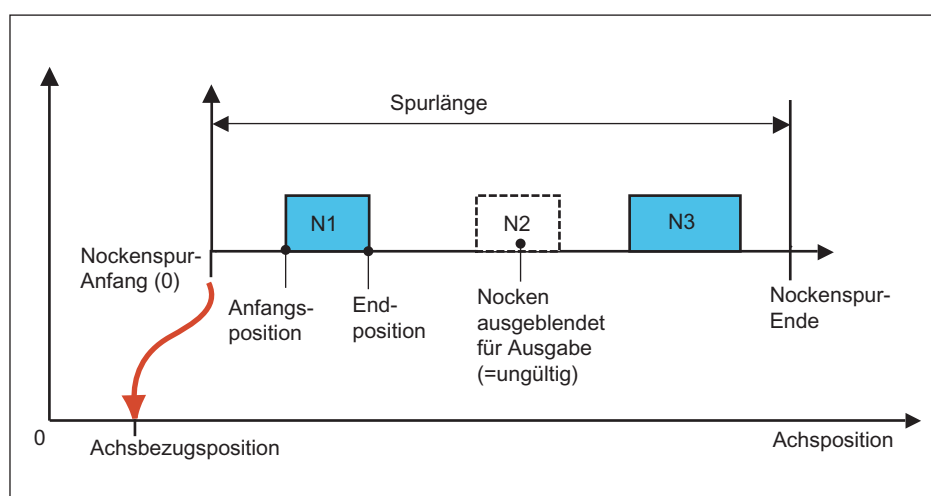 Spurlänge
N1
N2
N3
Nockenspur-
Anfang (0)
Anfangs-
position
End-
position
Nocken
ausgeblendet
für Ausgabe
(=ungültig)
Nockenspur-
Ende
0
Achsbezugsposition
Achsposition